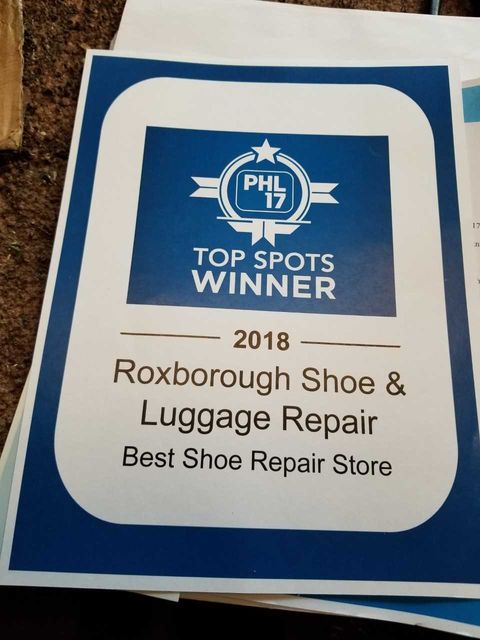 PHL
17
TOP SPOTS
WINNER
2018
Roxborough Shoe &
Luggage Repair
Best Shoe Repair Store